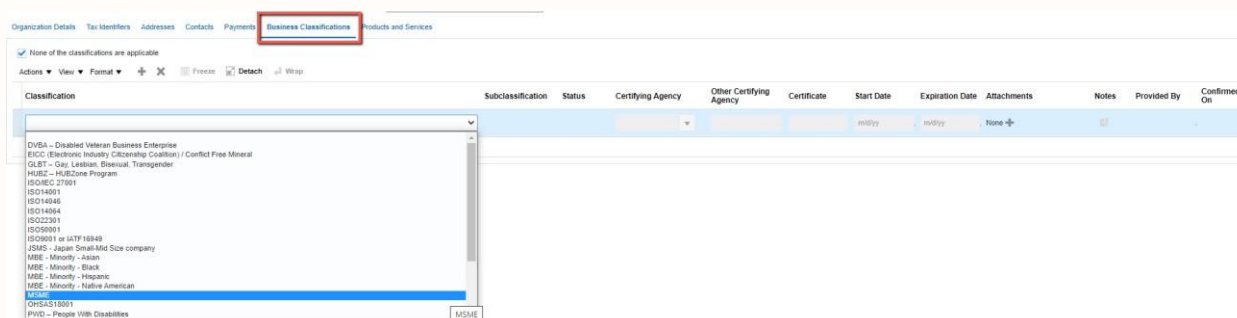 Organization Details Tax Identifiers Addresses Contacts Payments Business Classifications Products and Services
None of the classifications are applicable
Actions View Format Freeze Detach Wrap
Classification Subclassification Status Certifying Agency Other Certifying Agency Certificate Start Date Expiration Date Attachments Notes Provided By Confirmed On
m/d/yy m/d/yy None
DVBA – Disabled Veteran Business Enterprise
EICC (Electronic Industry Citizenship Coalition) / Conflict Free Mineral
GLBT – Gay, Lesbian, Bisexual, Transgender
HUBZ – HUBZone Program
ISO/IEC 27001
ISO14001
ISO14046
ISO14064
ISO22301
ISO50001
ISO9001 or IATF16949
JSMS - Japan Small-Mid Size company
MBE - Minority - Asian
MBE - Minority - Black
MBE - Minority - Hispanic
MBE - Minority - Native American
MSME
OHSAS18001
PWD – People With Disabilities
MSME